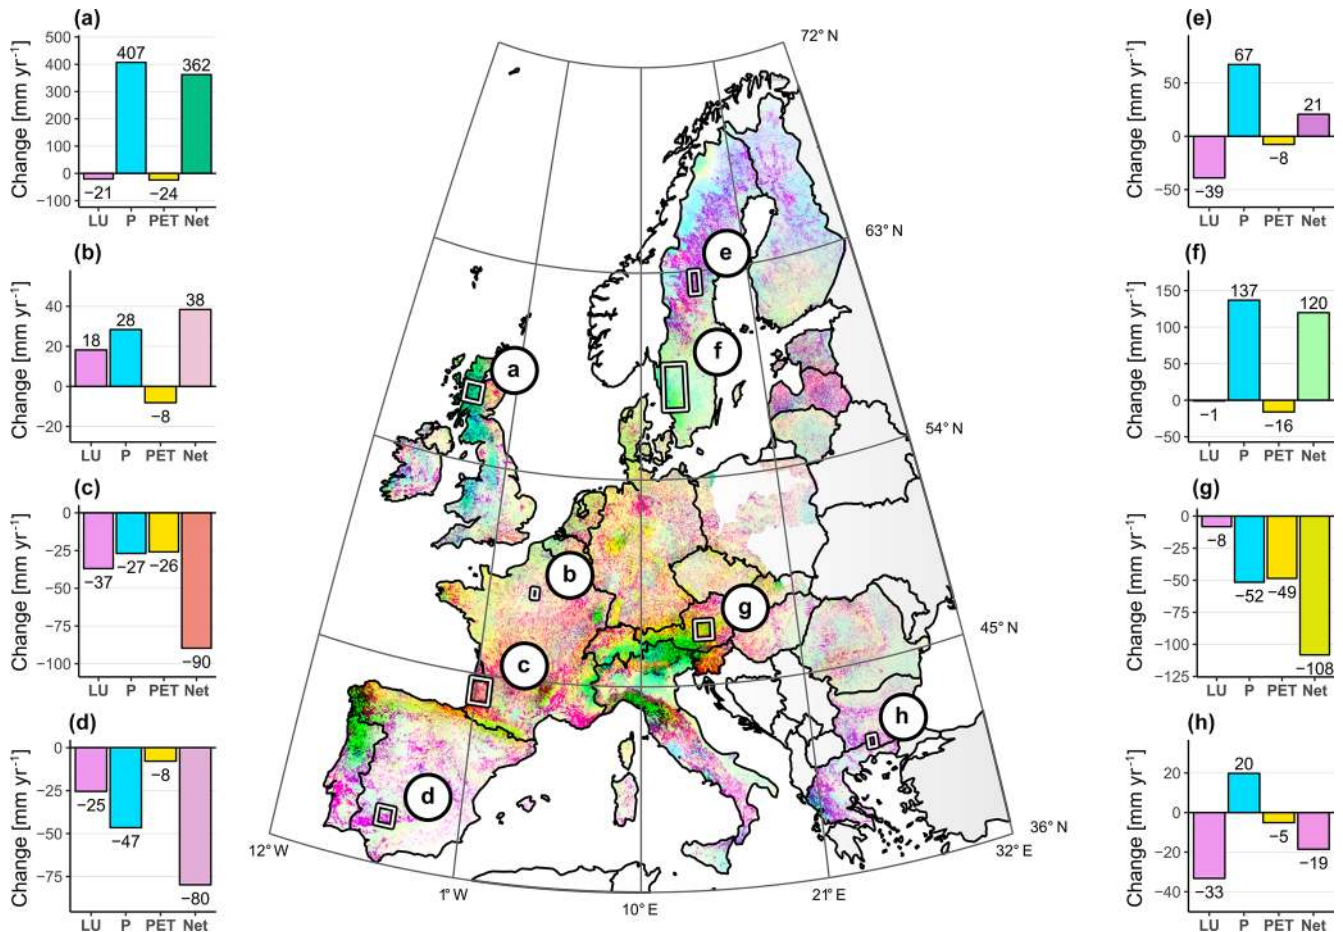 (a)
Change [mm yr⁻¹]
500
400
300
200
100
0
−100
407
362
−21
−24
LU P PET Net
(b)
Change [mm yr⁻¹]
40
20
0
−20
18
28
−8
38
LU P PET Net
(c)
Change [mm yr⁻¹]
0
−25
−50
−75
−100
−37
−27
−26
−90
(d)
Change [mm yr⁻¹]
0
−25
−50
−75
−25
−47
−8
−80
LU P PET Net
72° N
63° N
54° N
45° N
36° N
12° W
1° W
10° E
21° E
32° E
a
b
c
d
e
f
g
h
(e)
Change [mm yr⁻¹]
50
0
−50
−39
67
−8
21
LU P PET Net
(f)
Change [mm yr⁻¹]
150
100
50
0
−50
−1
137
−16
120
LU P PET Net
(g)
Change [mm yr⁻¹]
0
−25
−50
−75
−100
−125
−8
−52
−49
−108
LU P PET Net
(h)
Change [mm yr⁻¹]
20
0
−20
−40
−33
20
−5
−19
LU P PET Net